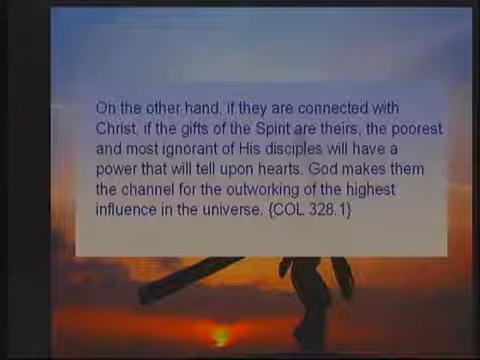 On the other hand, if they are connected with
Christ, if the gifts of the Spirit are theirs, the poorest
and most ignorant of His disciples will have a
power that will tell upon hearts. God makes them
the channel for the outworking of the highest
influence in the universe. {COL 328.1}